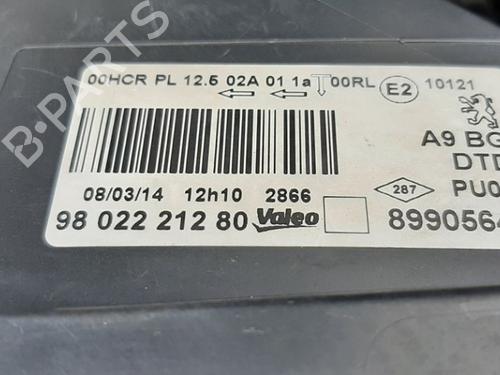 00HCR PL 12.5 02A 01 1a 00RL E2 10121
A9 BG
DTD
08/03/14 12h10 2866
287 PU0
98 022 212 80 Valeo
899056
B-PARTS